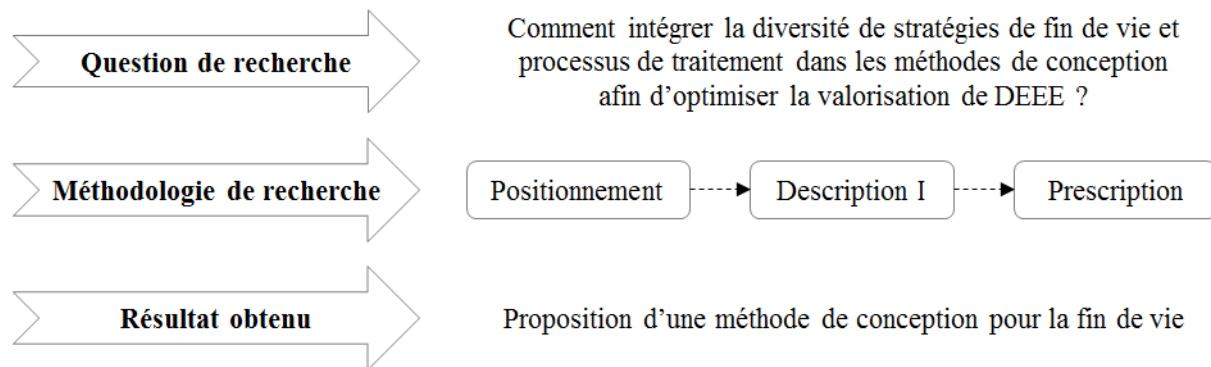 Question de recherche
Comment intégrer la diversité de stratégies de fin de vie et
processus de traitement dans les méthodes de conception
afin d’optimiser la valorisation de DEEE ?
Méthodologie de recherche
Positionnement
Description I
Prescription
Résultat obtenu
Proposition d’une méthode de conception pour la fin de vie